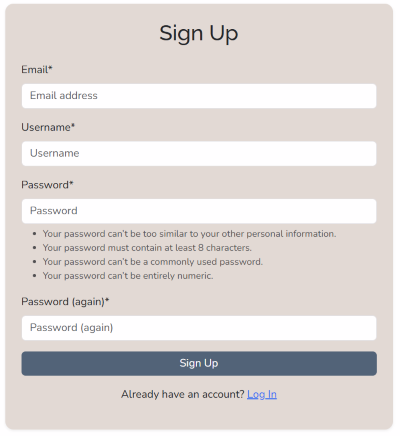 Sign Up
Email*
Email address
Username*
Username
Password*
Password
• Your password can't be too similar to your other personal information.
• Your password must contain at least 8 characters.
• Your password can't be a commonly used password.
• Your password can't be entirely numeric.
Password (again)*
Password (again)
Sign Up
Already have an account? Log In